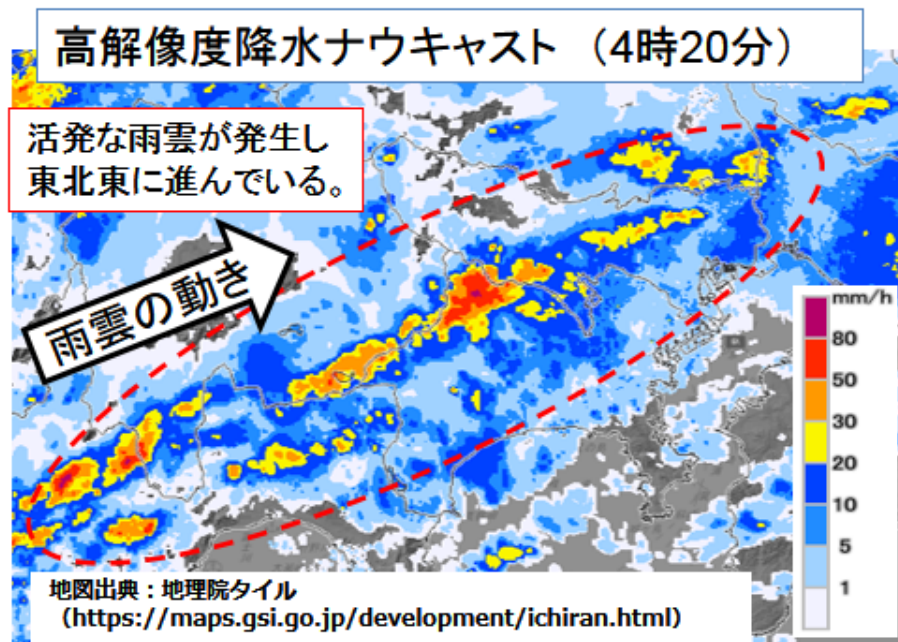 高解像度降水ナウキャスト （4時20分）
活発な雨雲が発生し
東北東に進んでいる。
雨雲の動き
mm/h
80
50
30
20
10
5
1
地図出典：地理院タイル
（https://maps.gsi.go.jp/development/ichiran.html）